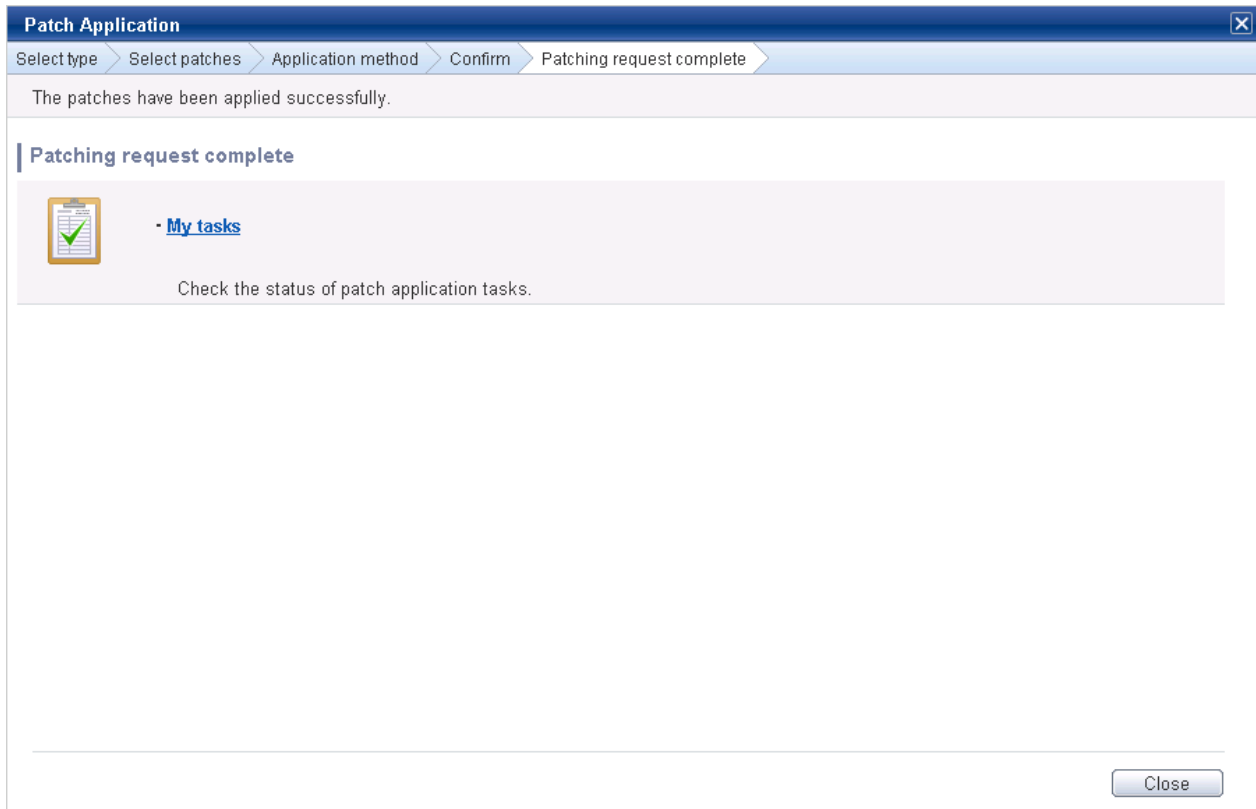 Patch Application
Select type Select patches Application method Confirm Patching request complete
The patches have been applied successfully.
Patching request complete
- My tasks
Check the status of patch application tasks.
Close